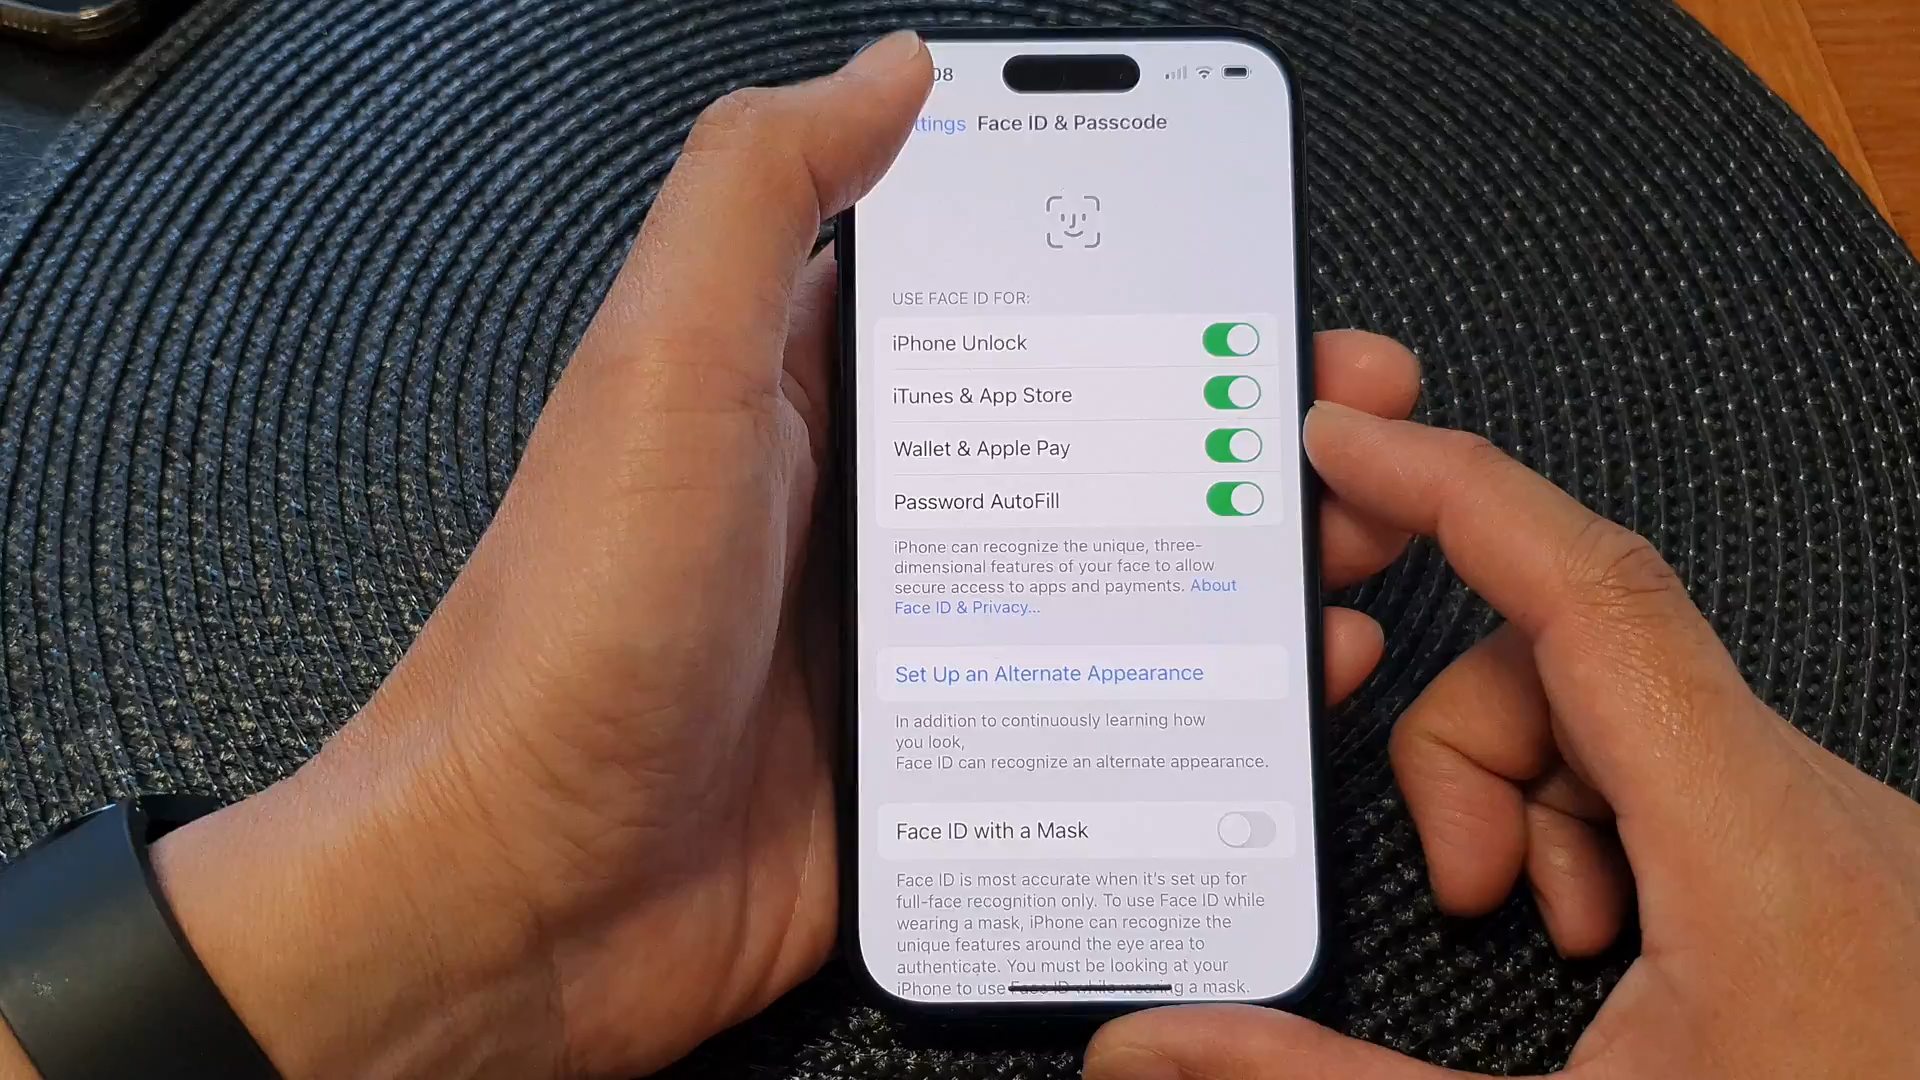 08
ttings Face ID & Passcode
USE FACE ID FOR:
iPhone Unlock
iTunes & App Store
Wallet & Apple Pay
Password AutoFill
iPhone can recognize the unique, three-
dimensional features of your face to allow
secure access to apps and payments. About
Face ID & Privacy...
Set Up an Alternate Appearance
In addition to continuously learning how
you look,
Face ID can recognize an alternate appearance.
Face ID with a Mask
Face ID is most accurate when it's set up for
full-face recognition only. To use Face ID while
wearing a mask, iPhone can recognize the
unique features around the eye area to
authenticate. You must be looking at your
iPhone to use Face ID while wearing a mask.